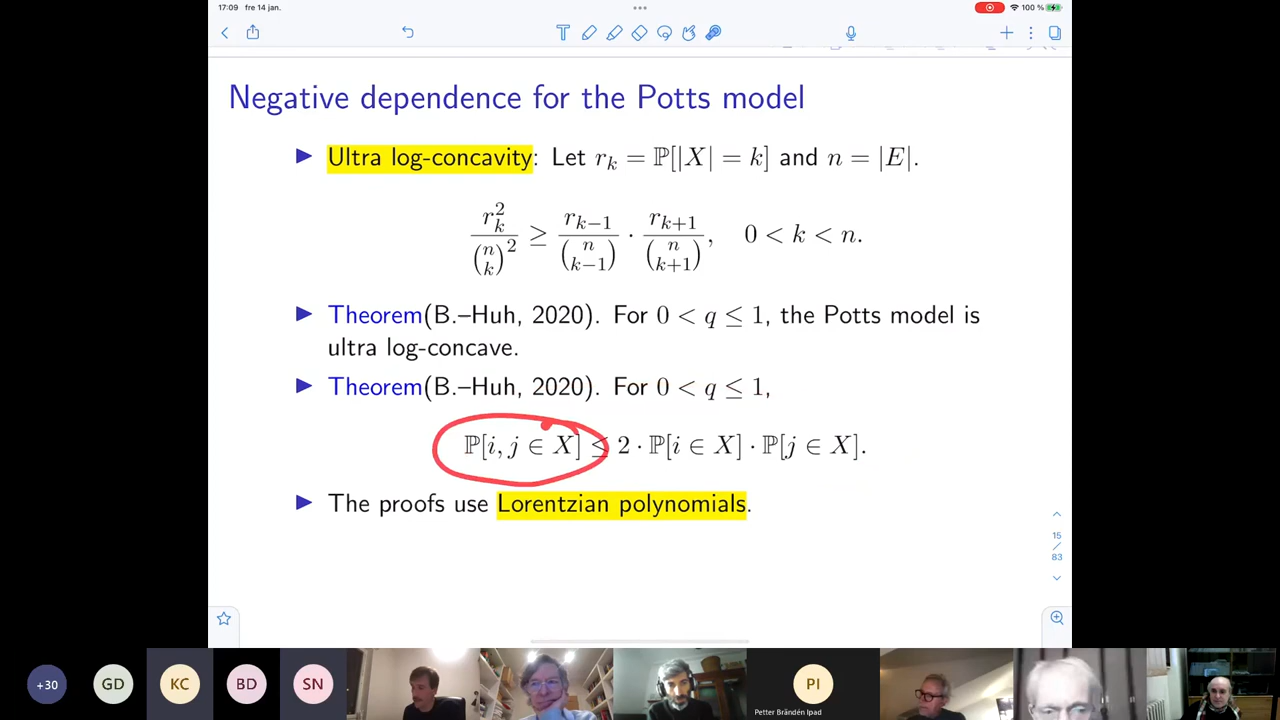 17:09 fre 14 jan.
100 %
Negative dependence for the Potts model
▶ Ultra log-concavity: Let r_k = ℙ[|X| = k] and n = |E|.
r_k^2 / \binom{n}{k}^2 ≥ r_{k−1} / \binom{n}{k−1} · r_{k+1} / \binom{n}{k+1}, 0 < k < n.
▶ Theorem(B.–Huh, 2020). For 0 < q ≤ 1, the Potts model is
ultra log-concave.
▶ Theorem(B.–Huh, 2020). For 0 < q ≤ 1,
ℙ[i, j ∈ X] ≤ 2 · ℙ[i ∈ X] · ℙ[j ∈ X].
▶ The proofs use Lorentzian polynomials.
15
/
83
+30 GD KC BD SN PI
Petter Brändén Ipad